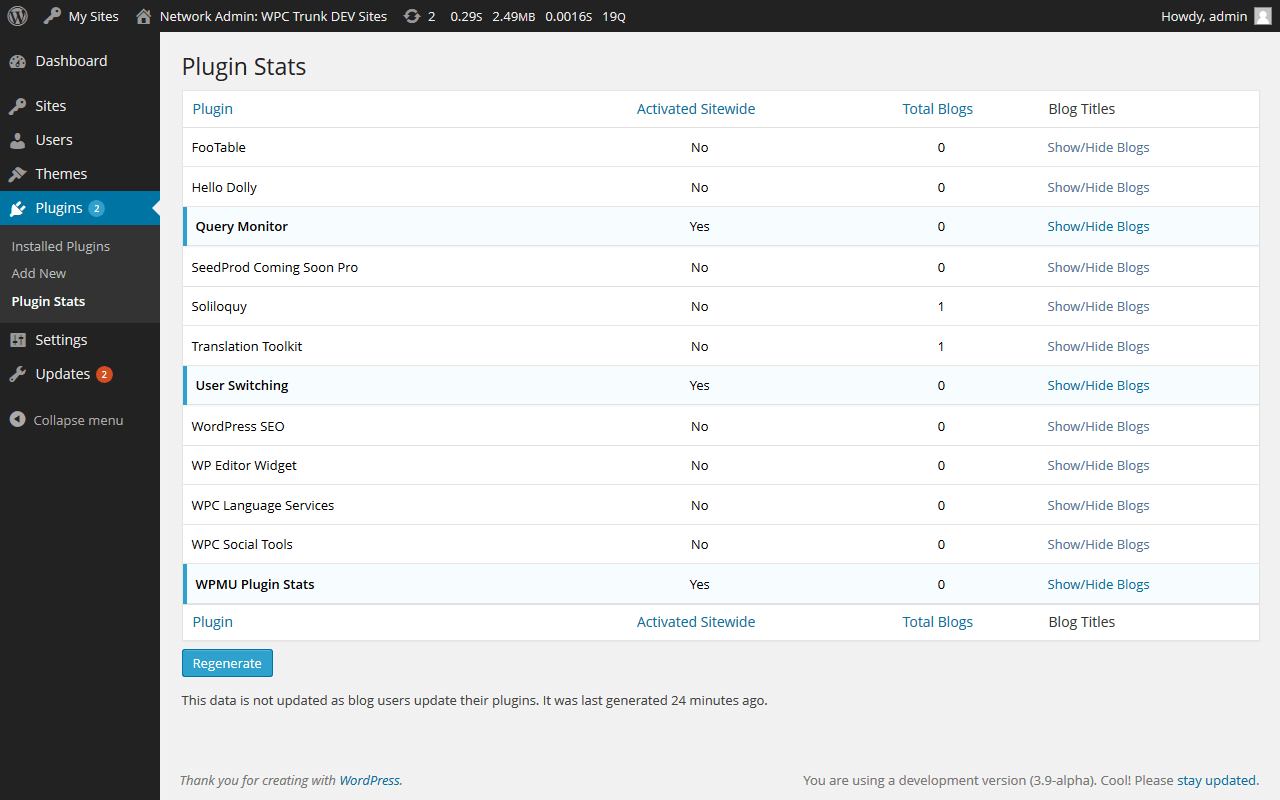 My Sites Network Admin: WPC Trunk DEV Sites 2 0.29S 2.49MB 0.0016S 19Q Howdy, admin
Dashboard
Sites
Users
Themes
Plugins 2
Installed Plugins
Add New
Plugin Stats
Settings
Updates 2
Collapse menu
Plugin Stats
Plugin Activated Sitewide Total Blogs Blog Titles
FooTable No 0 Show/Hide Blogs
Hello Dolly No 0 Show/Hide Blogs
Query Monitor Yes 0 Show/Hide Blogs
SeedProd Coming Soon Pro No 0 Show/Hide Blogs
Soliloquy No 1 Show/Hide Blogs
Translation Toolkit No 1 Show/Hide Blogs
User Switching Yes 0 Show/Hide Blogs
WordPress SEO No 0 Show/Hide Blogs
WP Editor Widget No 0 Show/Hide Blogs
WPC Language Services No 0 Show/Hide Blogs
WPC Social Tools No 0 Show/Hide Blogs
WPMU Plugin Stats Yes 0 Show/Hide Blogs
Plugin Activated Sitewide Total Blogs Blog Titles
Regenerate
This data is not updated as blog users update their plugins. It was last generated 24 minutes ago.
Thank you for creating with WordPress. You are using a development version (3.9-alpha). Cool! Please stay updated.